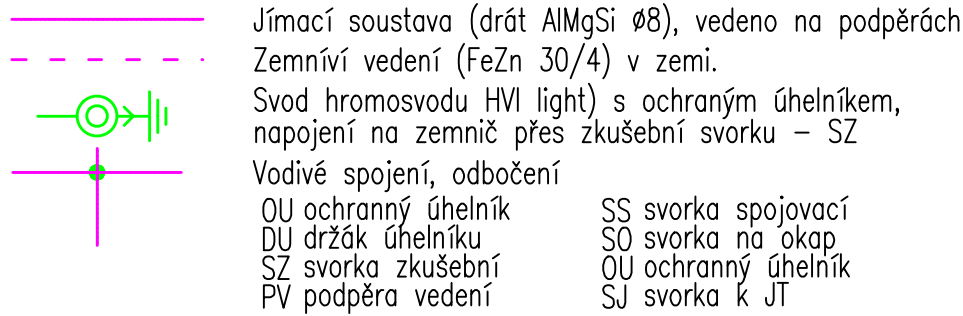 Jímací soustava (drát AlMgSi ø8), vedeno na podpěrách
Zemníví vedení (FeZn 30/4) v zemi.
Svod hromosvodu HVI light) s ochraným úhelníkem,
napojení na zemnič přes zkušební svorku – SZ
Vodivé spojení, odbočení
OU ochranný úhelník
DU držák úhelníku
SZ svorka zkušební
PV podpěra vedení
SS svorka spojovací
SO svorka na okap
OU ochranný úhelník
SJ svorka k JT